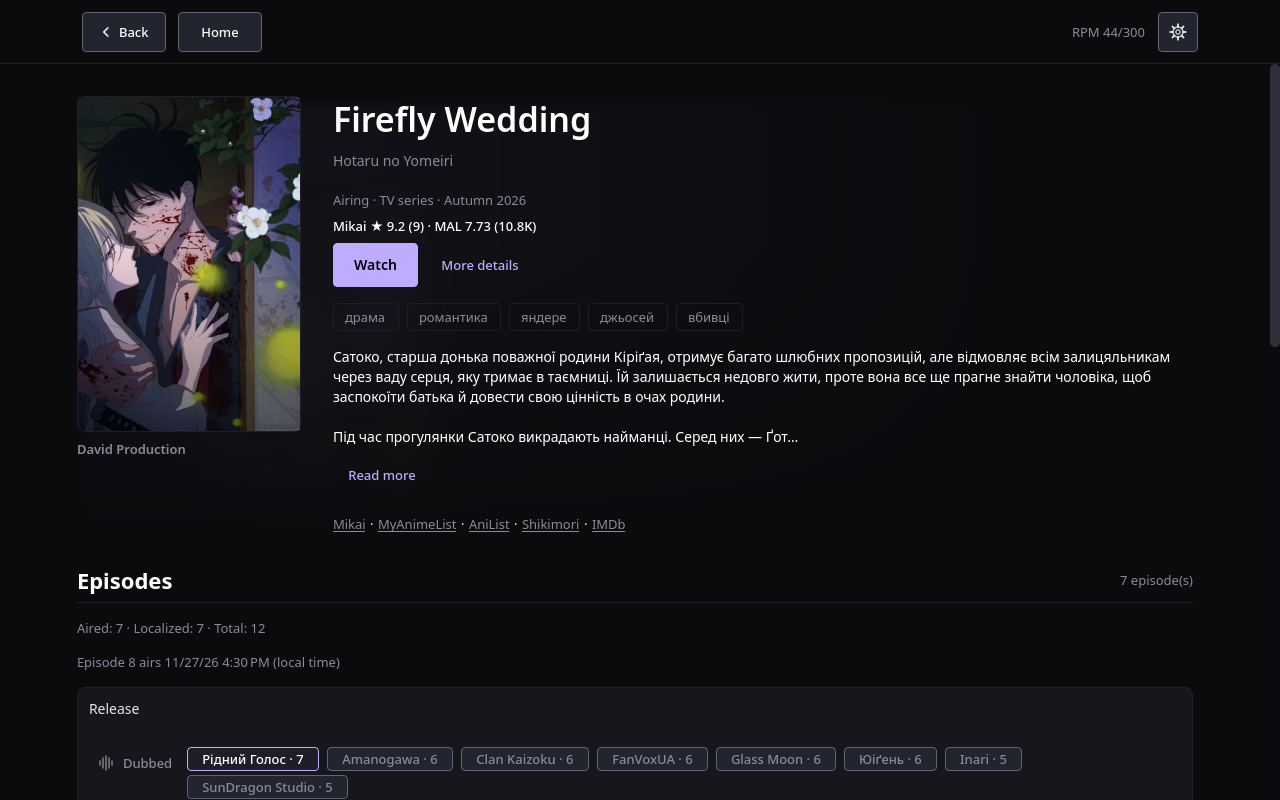 Back
Home
RPM 44/300
Firefly Wedding
Hotaru no Yomeiri
Airing · TV series · Autumn 2026
Mikai ★ 9.2 (9) · MAL 7.73 (10.8K)
Watch
More details
драма
романтика
яндере
джьосей
вбивці
Сатоко, старша донька поважної родини Кіріґая, отримує багато шлюбних пропозицій, але відмовляє всім залицяльникам
через ваду серця, яку тримає в таємниці. Їй залишається недовго жити, проте вона все ще прагне знайти чоловіка, щоб
заспокоїти батька й довести свою цінність в очах родини.
Під час прогулянки Сатоко викрадають найманці. Серед них — Ґот...
David Production
Read more
Mikai · MyAnimeList · AniList · Shikimori · IMDb
Episodes
7 episode(s)
Aired: 7 · Localized: 7 · Total: 12
Episode 8 airs 11/27/26 4:30 PM (local time)
Release
Dubbed
Рідний Голос · 7
Amanogawa · 6
Clan Kaizoku · 6
FanVoxUA · 6
Glass Moon · 6
Юіґень · 6
Inari · 5
SunDragon Studio · 5